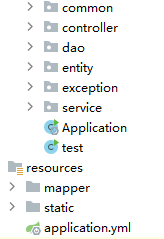 common
controller
dao
entity
exception
service
Application
test
resources
mapper
static
application.yml